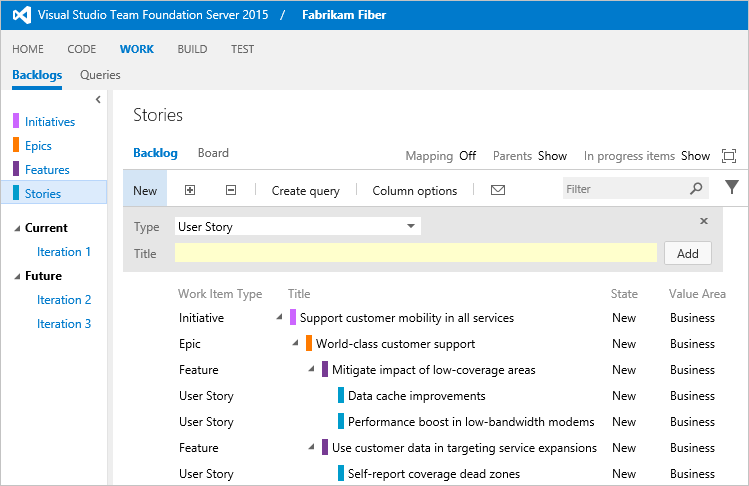 Visual Studio Team Foundation Server 2015 / Fabrikam Fiber
HOME CODE WORK BUILD TEST
Backlogs Queries
Initiatives
Epics
Features
Stories
Current
Iteration 1
Future
Iteration 2
Iteration 3
Stories
Backlog Board Mapping Off Parents Show In progress items Show
New Create query Column options Filter
Type User Story
Title Add
Work Item Type Title State Value Area
Initiative Support customer mobility in all services New Business
Epic World-class customer support New Business
Feature Mitigate impact of low-coverage areas New Business
User Story Data cache improvements New Business
User Story Performance boost in low-bandwidth modems New Business
Feature Use customer data in targeting service expansions New Business
User Story Self-report coverage dead zones New Business